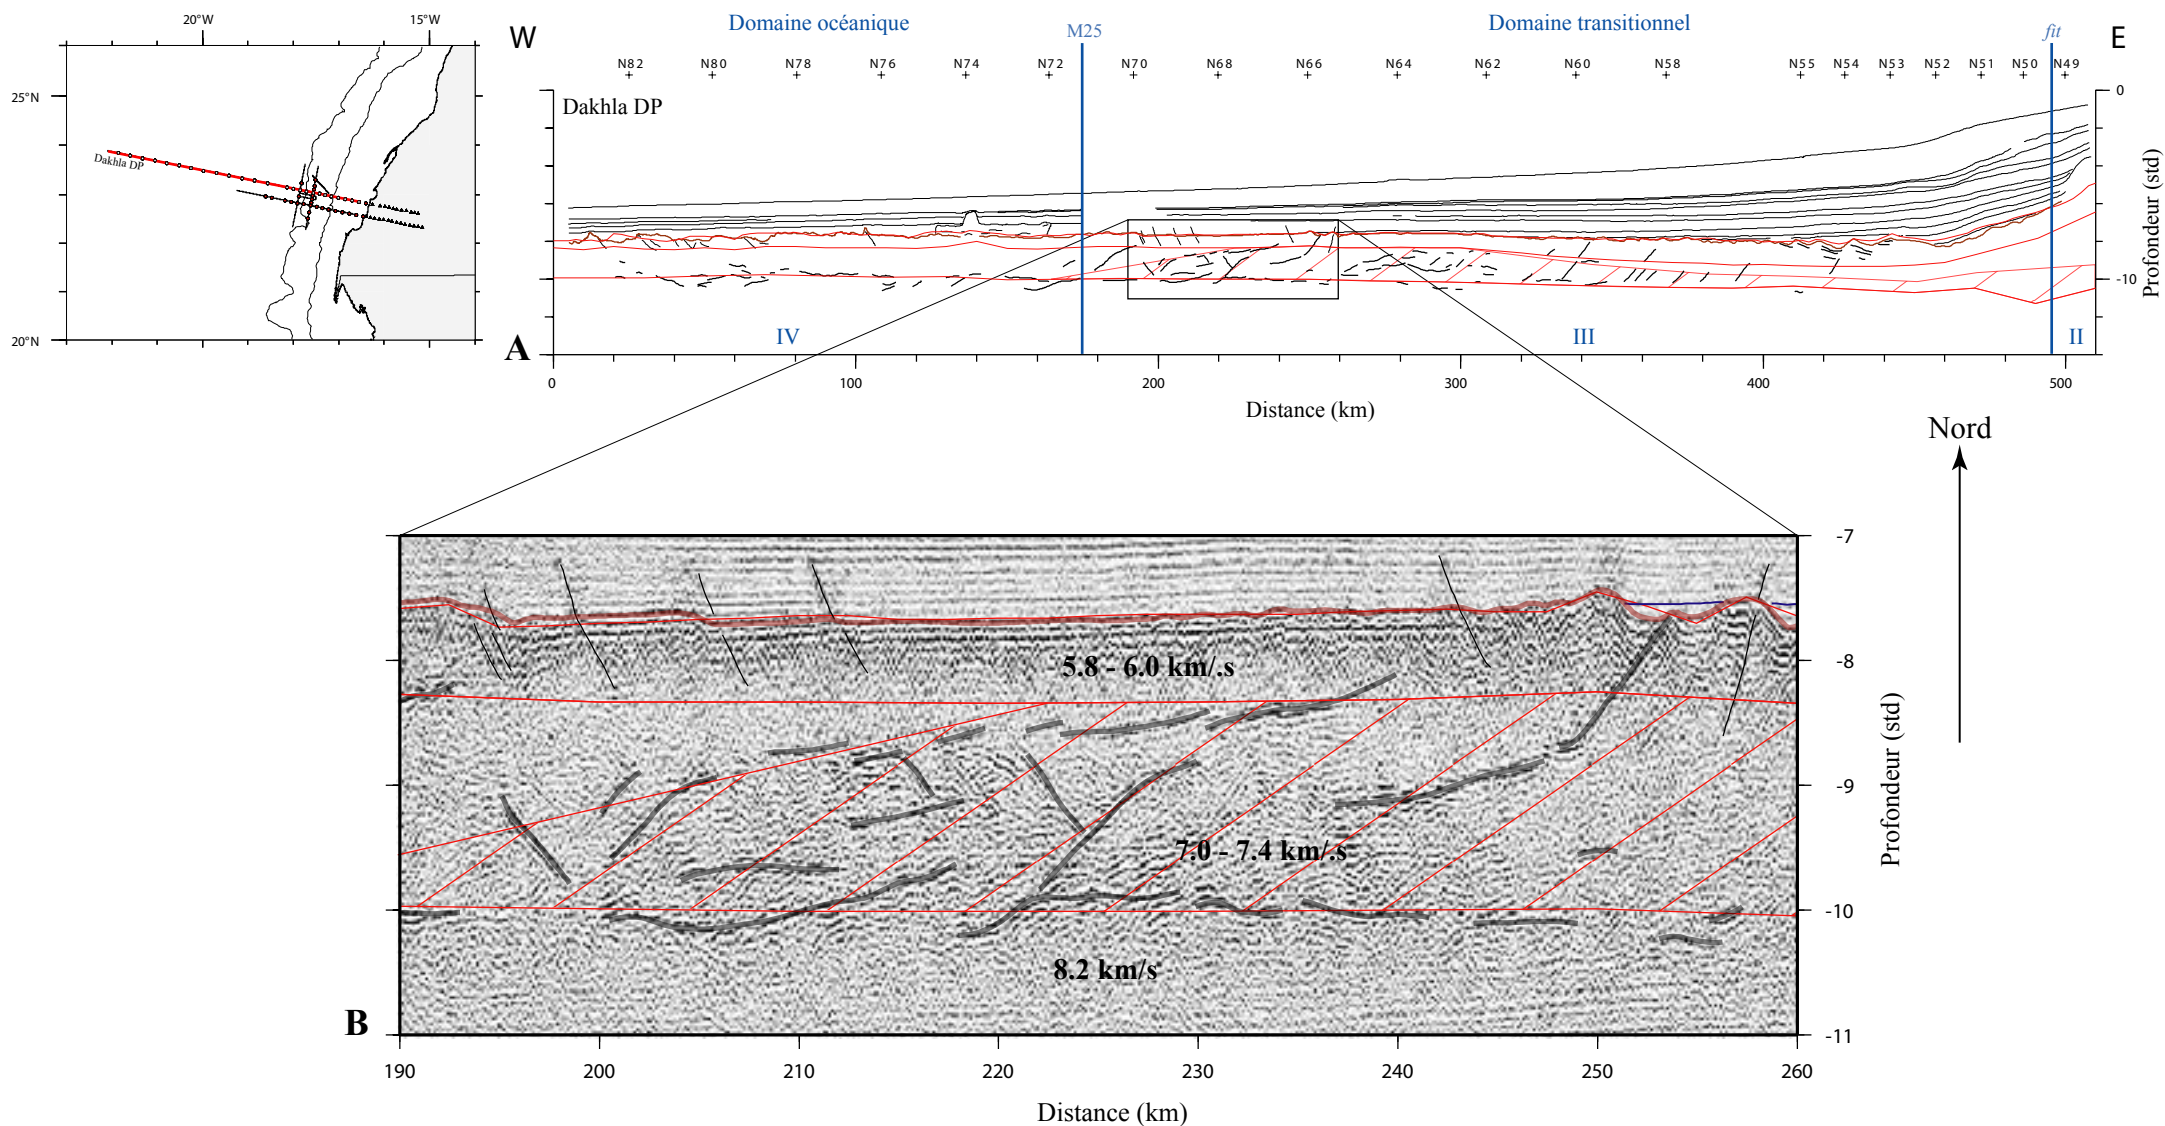 20°W 15°W
25°N
20°N
Dakhla DP
Domaine océanique
Domaine transitionnel
W
M25
fit
E
N82 N80 N78 N76 N74 N72 N70 N68 N66 N64 N62 N60 N58 N55 N54 N53 N52 N51 N50 N49
Dakhla DP
0
-10
Profondeur (std)
IV
III
II
A
0 100 200 300 400 500
Distance (km)
Nord
-7
-8
-9
-10
-11
Profondeur (std)
5.8 - 6.0 km/.s
7.0 - 7.4 km/.s
8.2 km/s
B
190 200 210 220 230 240 250 260
Distance (km)